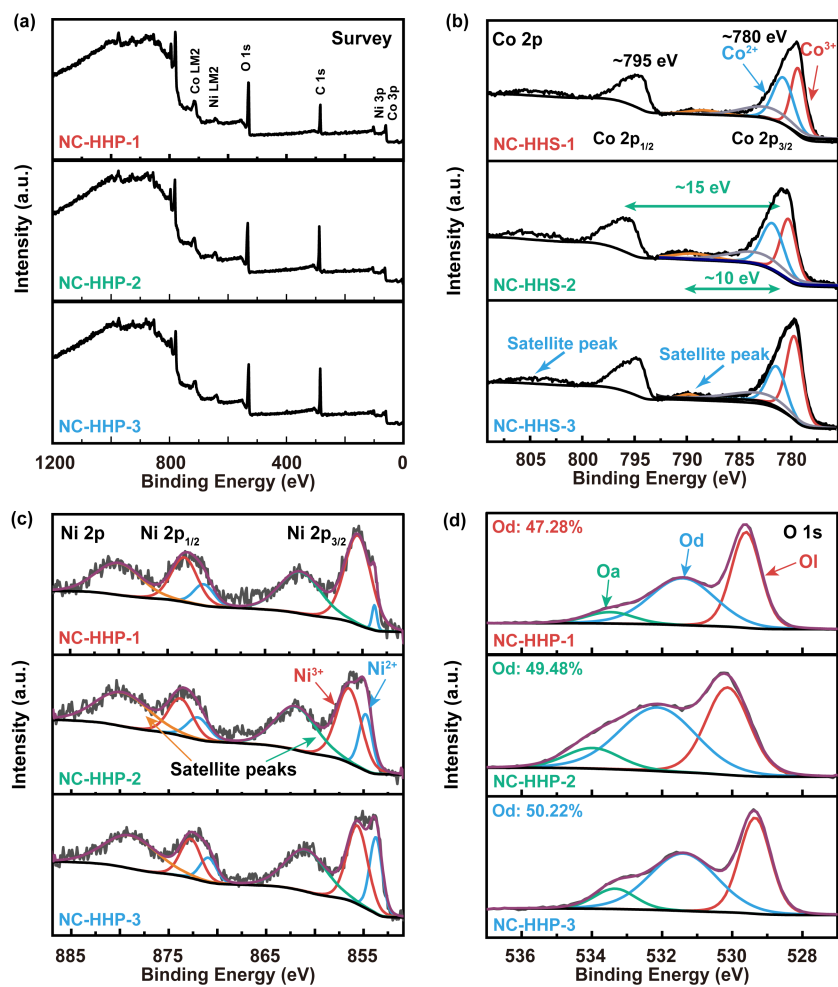 (a)
Survey
Co LM2
Ni LM2
O 1s
C 1s
Ni 3p
Co 3p
NC-HHP-1
NC-HHP-2
NC-HHP-3
Intensity (a.u.)
1200
800
400
0
Binding Energy (eV)
(b)
Co 2p
~795 eV
~780 eV
Co²⁺
Co³⁺
NC-HHS-1
Co 2p₁/₂
Co 2p₃/₂
~15 eV
NC-HHS-2
~10 eV
Satellite peak
Satellite peak
NC-HHS-3
Intensity (a.u.)
805
800
795
790
785
780
Binding Energy (eV)
(c)
Ni 2p
Ni 2p₁/₂
Ni 2p₃/₂
NC-HHP-1
Ni³⁺
Ni²⁺
Satellite peaks
NC-HHP-2
NC-HHP-3
Intensity (a.u.)
885
875
865
855
Binding Energy (eV)
(d)
Od: 47.28%
O 1s
Oa
Od
Ol
NC-HHP-1
Od: 49.48%
NC-HHP-2
Od: 50.22%
NC-HHP-3
Intensity (a.u.)
536
534
532
530
528
Binding Energy (eV)